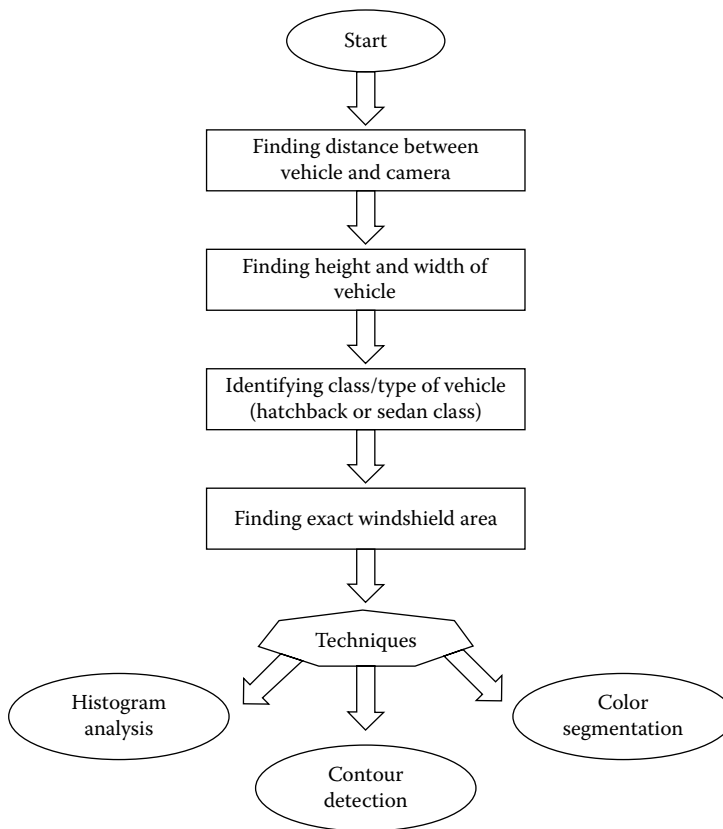 Start
Finding distance between
vehicle and camera
Finding height and width of
vehicle
Identifying class/type of vehicle
(hatchback or sedan class)
Finding exact windshield area
Techniques
Histogram
analysis
Color
segmentation
Contour
detection